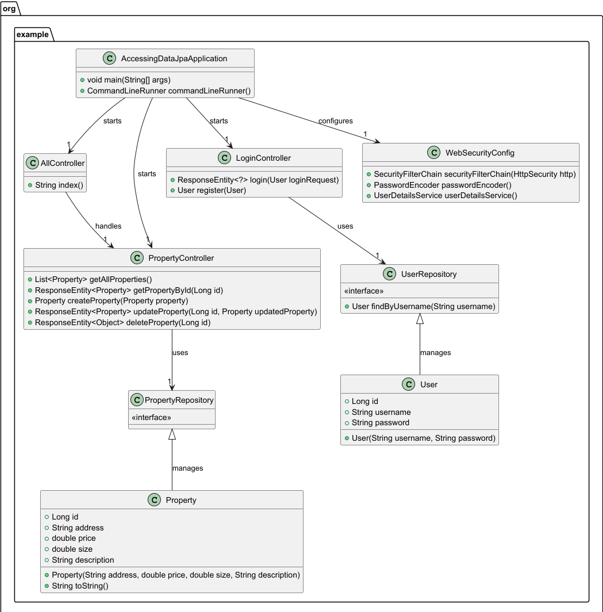 org
example
C AccessingDataJpaApplication
void main(String[] args)
CommandLineRunner commandLineRunner()
starts
starts
starts
configures
1
1
1
1
C AllController
String index()
C LoginController
ResponseEntity<?> login(User loginRequest)
User register(User)
C WebSecurityConfig
SecurityFilterChain securityFilterChain(HttpSecurity http)
PasswordEncoder passwordEncoder()
UserDetailsService userDetailsService()
handles
uses
1
1
C PropertyController
List<Property> getAllProperties()
ResponseEntity<Property> getPropertyById(Long id)
Property createProperty(Property property)
ResponseEntity<Property> updateProperty(Long id, Property updatedProperty)
ResponseEntity<Object> deleteProperty(Long id)
C UserRepository
«interface»
User findByUsername(String username)
uses
1
manages
C PropertyRepository
«interface»
C User
Long id
String username
String password
User(String username, String password)
manages
C Property
Long id
String address
double price
double size
String description
Property(String address, double price, double size, String description)
String toString()